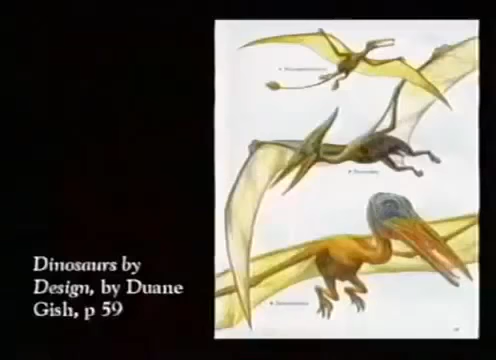 Dinosaurs by
Design, by Duane
Gish, p 59